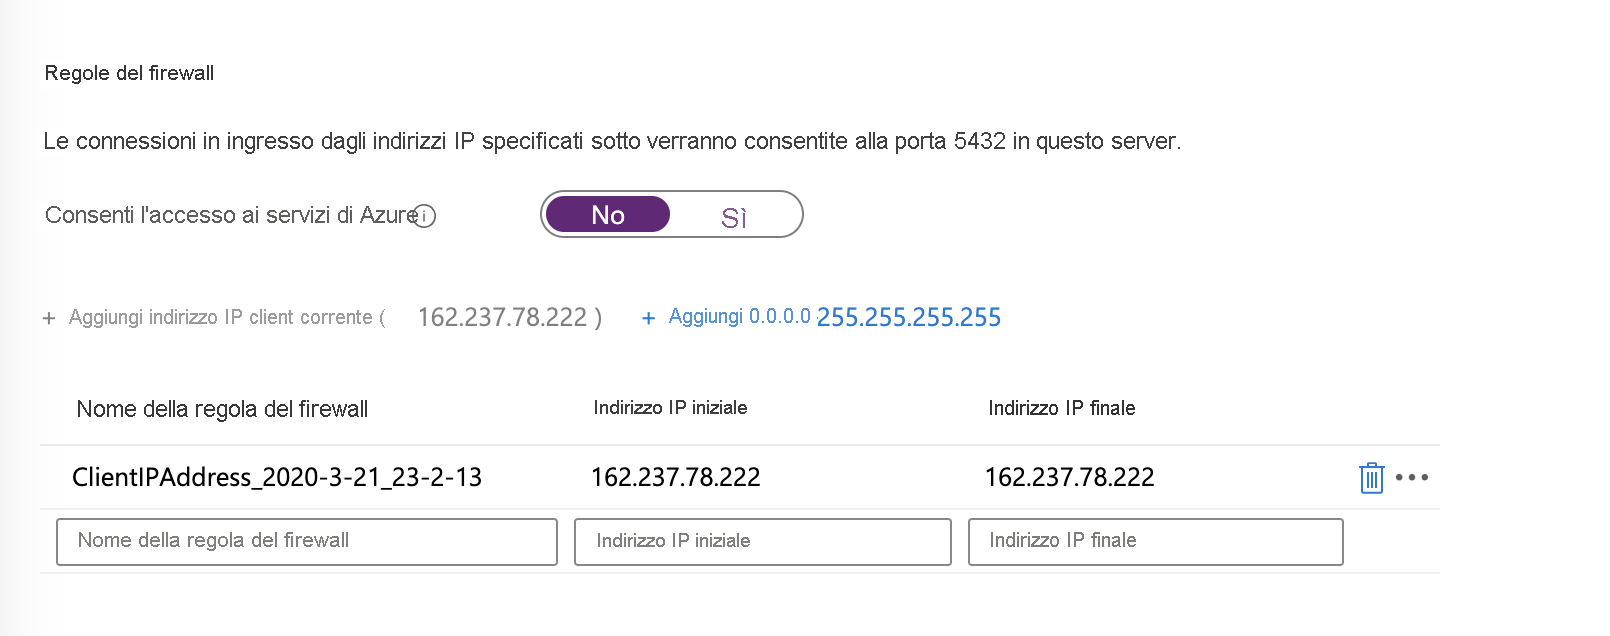 Regole del firewall
Le connessioni in ingresso dagli indirizzi IP specificati sotto verranno consentite alla porta 5432 in questo server.
Consenti l'accesso ai servizi di Azure No Sì
+ Aggiungi indirizzo IP client corrente ( 162.237.78.222 ) + Aggiungi 0.0.0.0 255.255.255.255
Nome della regola del firewall Indirizzo IP iniziale Indirizzo IP finale
ClientIPAddress_2020-3-21_23-2-13 162.237.78.222 162.237.78.222
Nome della regola del firewall Indirizzo IP iniziale Indirizzo IP finale